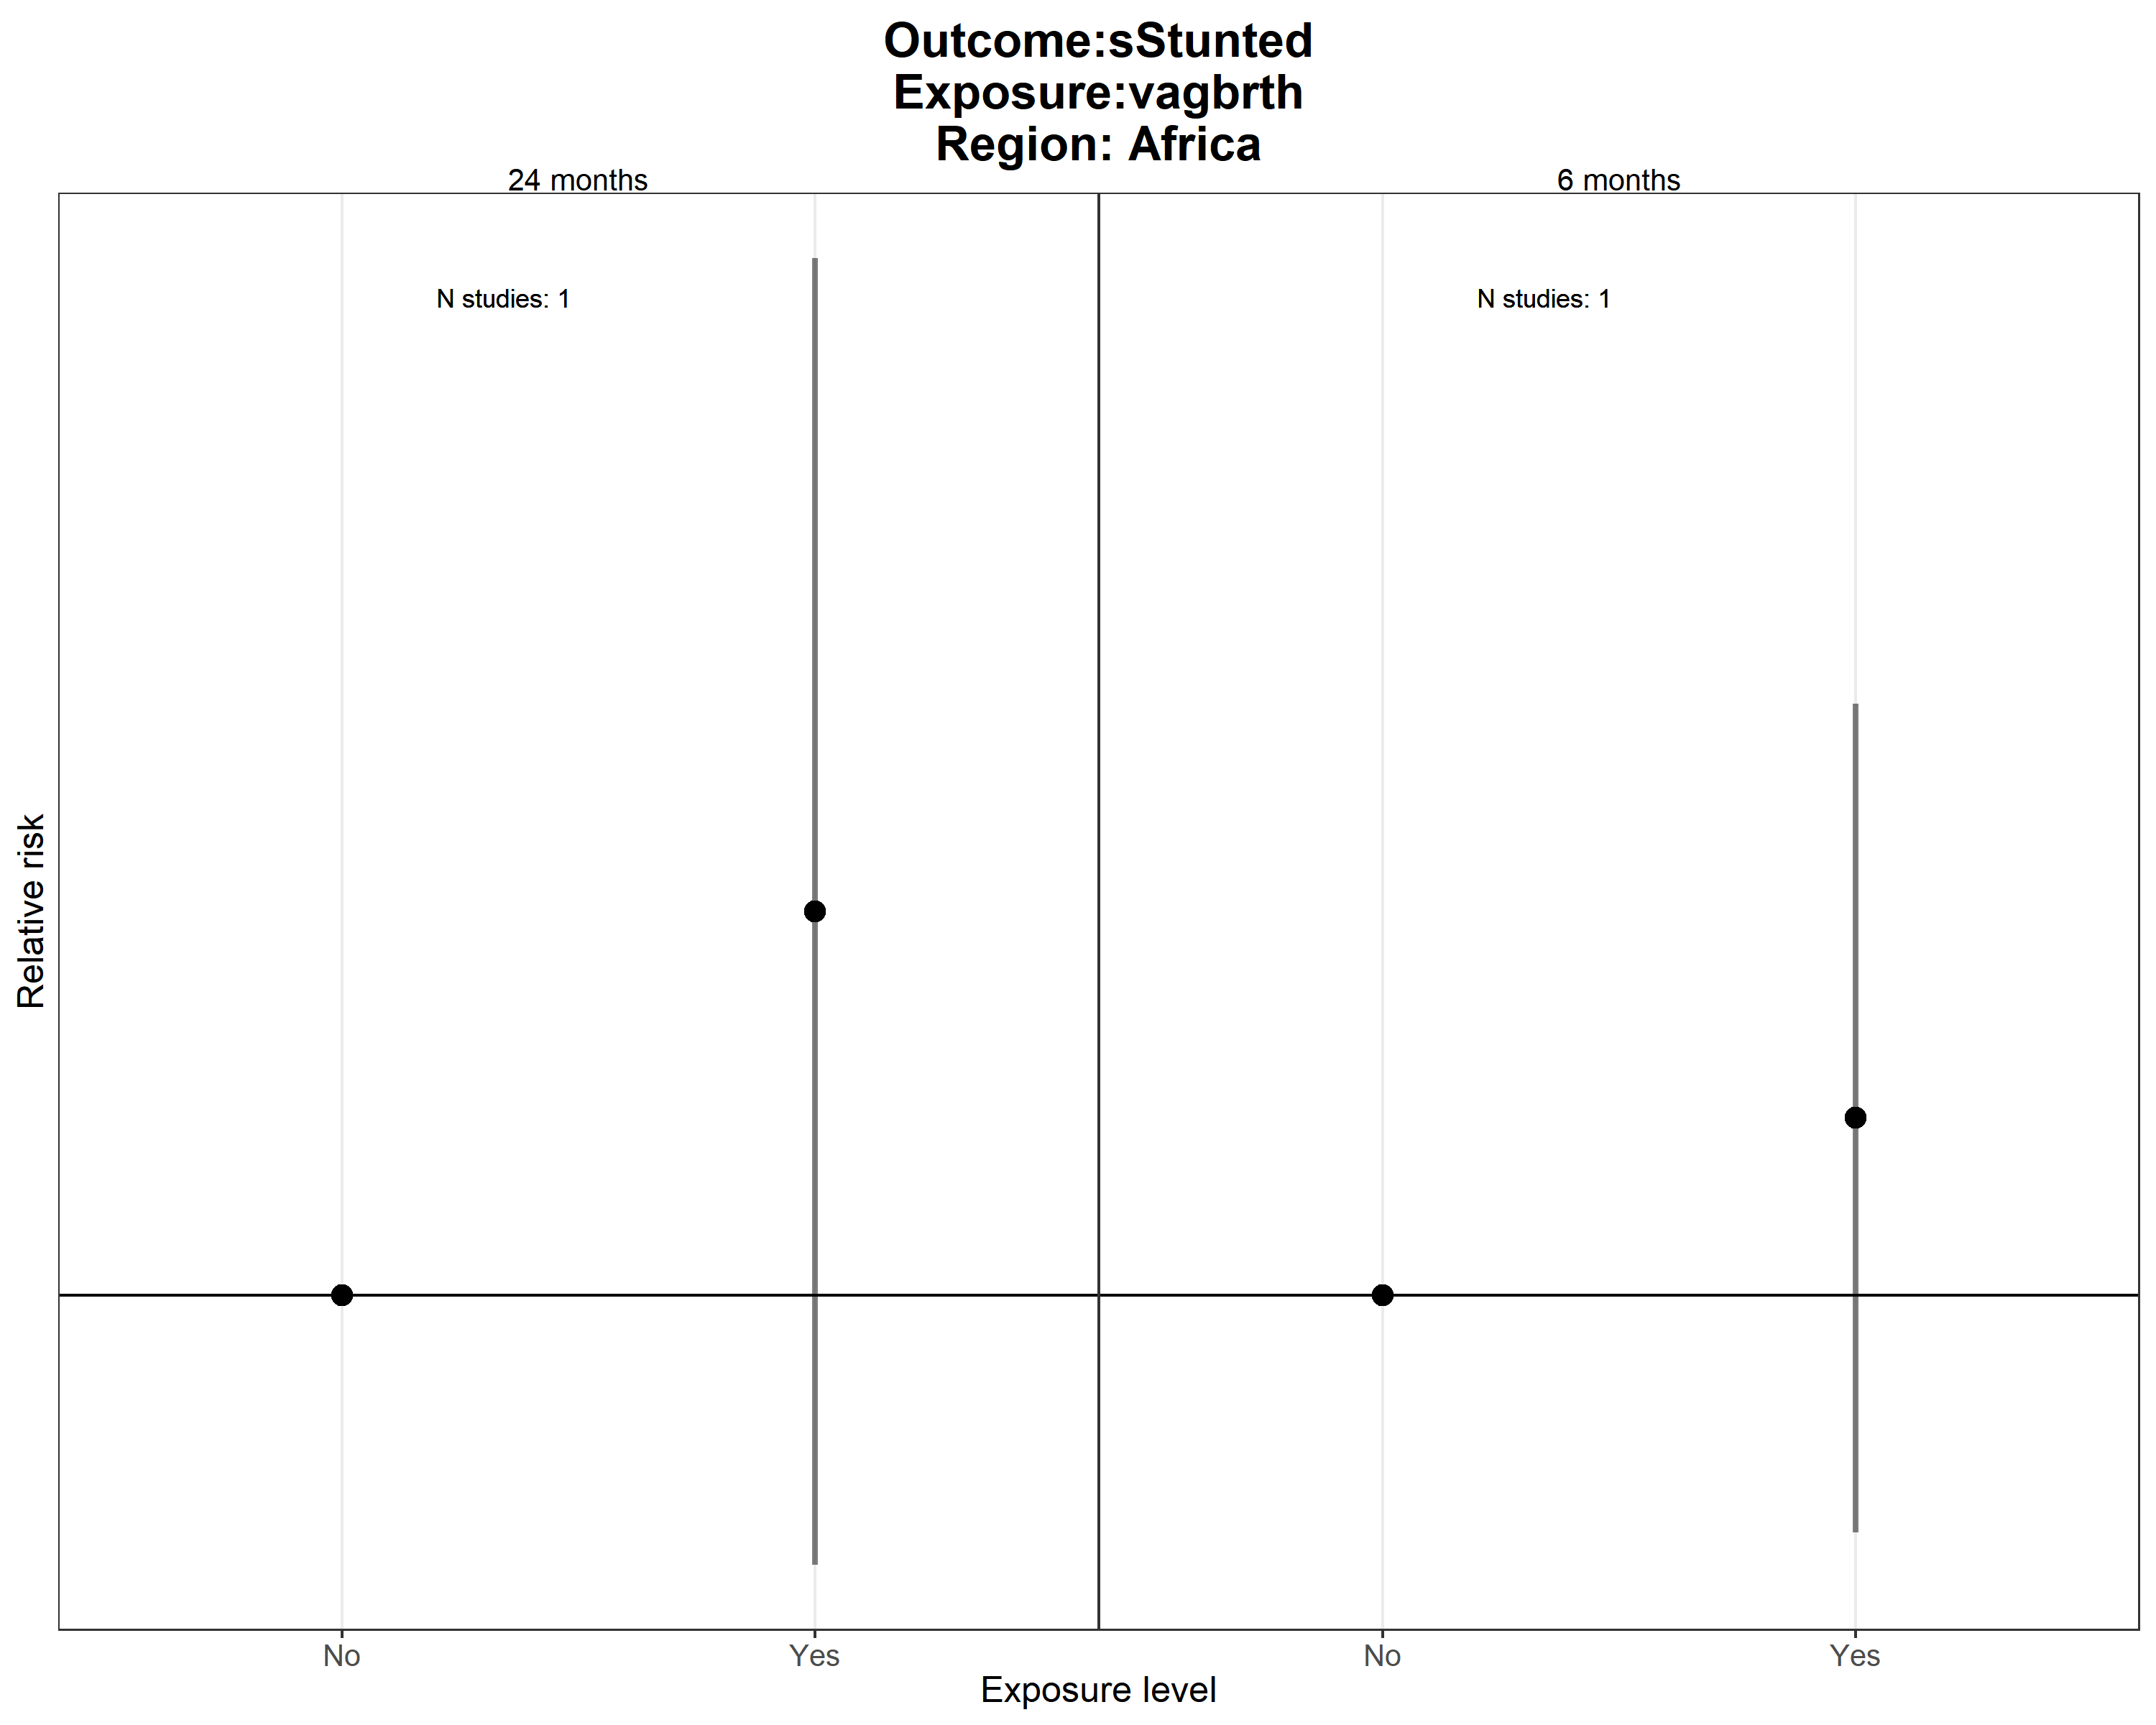 Outcome:sStunted
Exposure:vagbrth
Region: Africa
24 months
6 months
N studies: 1
N studies: 1
Relative risk
No
Yes
No
Yes
Exposure level